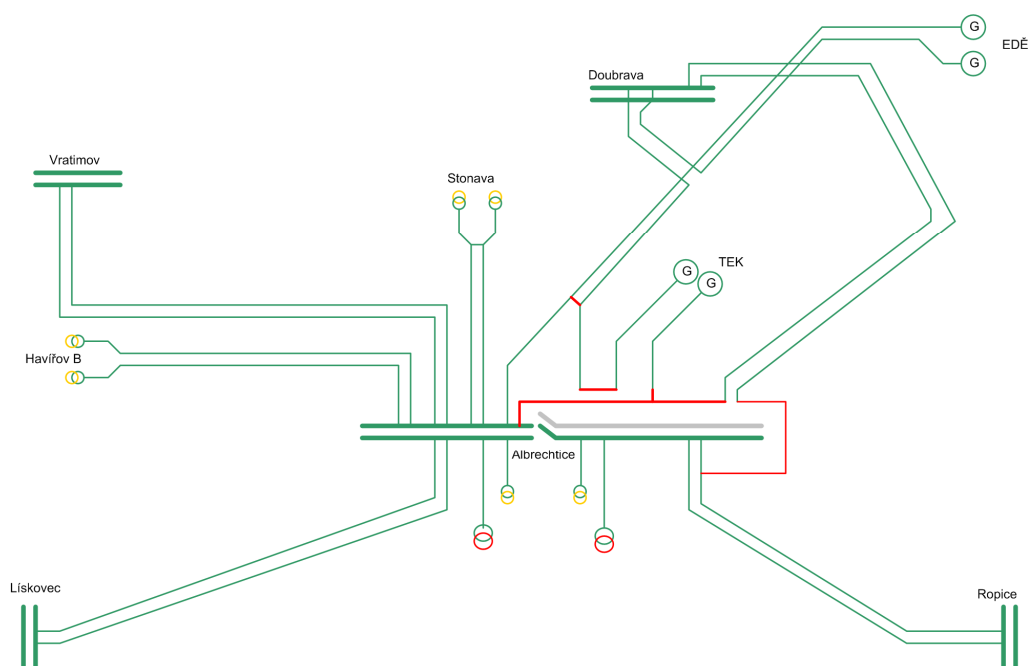 G
EDĚ
G
Doubrava
Vratimov
Stonava
TEK
G
G
Havířov B
Albrechtice
Lískovec
Ropice